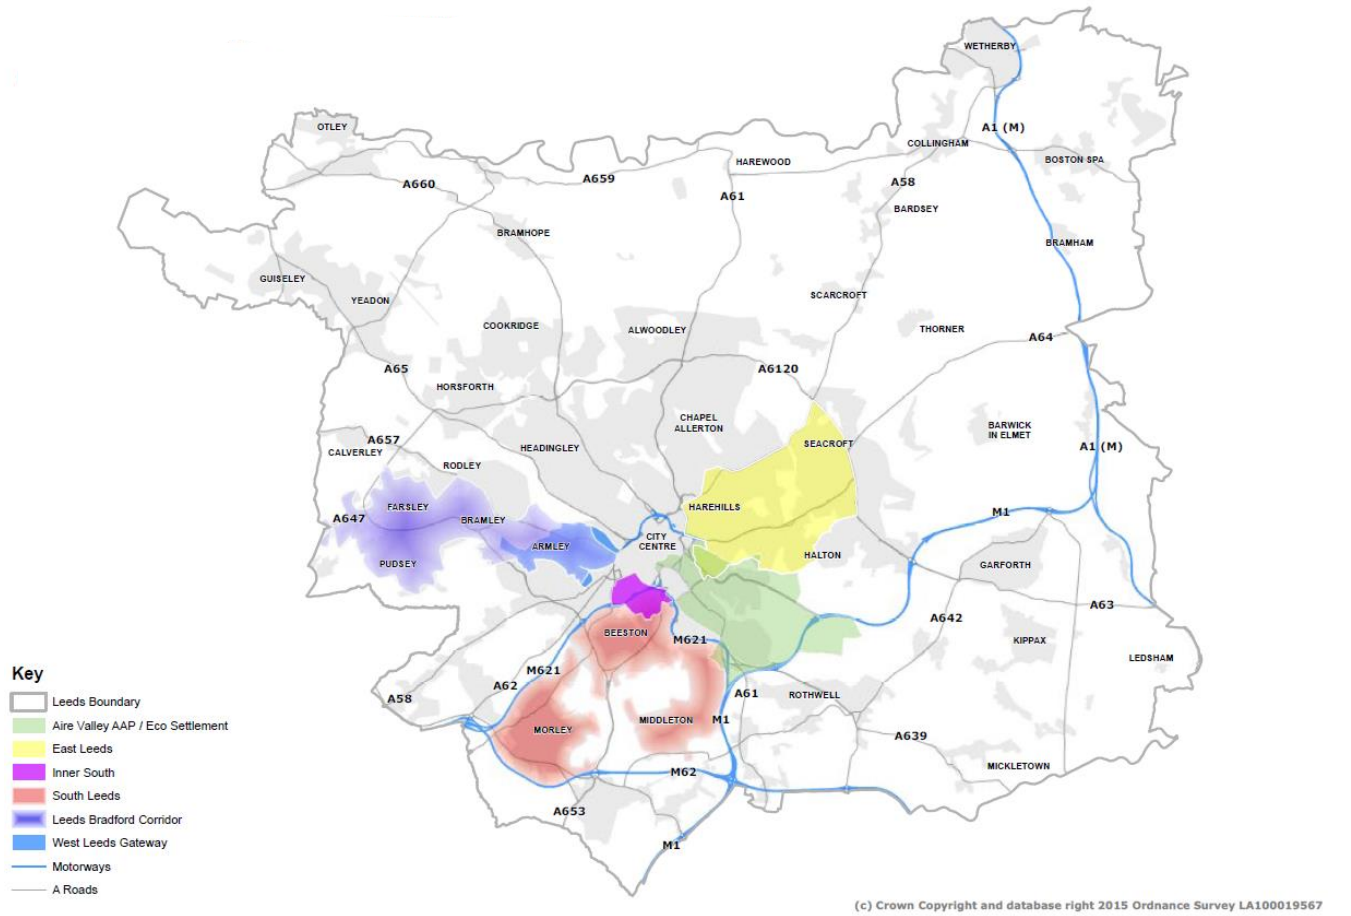 WETHERBY
A1 (M)
OTLEY
COLLINGHAM
BOSTON SPA
HAREWOOD
A659
A660
A58
A61
BARDSEY
BRAMHOPE
BRAMHAM
GUISELEY
YEADON
SCARCROFT
COOKRIDGE
ALWOODLEY
THORNER
A64
A65
A6120
HORSFORTH
CHAPEL
ALLERTON
BARWICK
IN ELMET
A657
CALVERLEY
HEADINGLEY
SEACROFT
A1 (M)
RODLEY
FARSLEY
HAREHILLS
A647
BRAMLEY
M1
ARMLEY
CITY
CENTRE
HALTON
PUDSEY
GARFORTH
A63
A642
BEESTON
M621
KIPPAX
LEDSHAM
M621
A62
A58
A61
ROTHWELL
MORLEY
MIDDLETON
M1
A639
M62
MICKLETOWN
A653
M1
Key
Leeds Boundary
Aire Valley AAP / Eco Settlement
East Leeds
Inner South
South Leeds
Leeds Bradford Corridor
West Leeds Gateway
Motorways
A Roads
(c) Crown Copyright and database right 2015 Ordnance Survey LA100019567